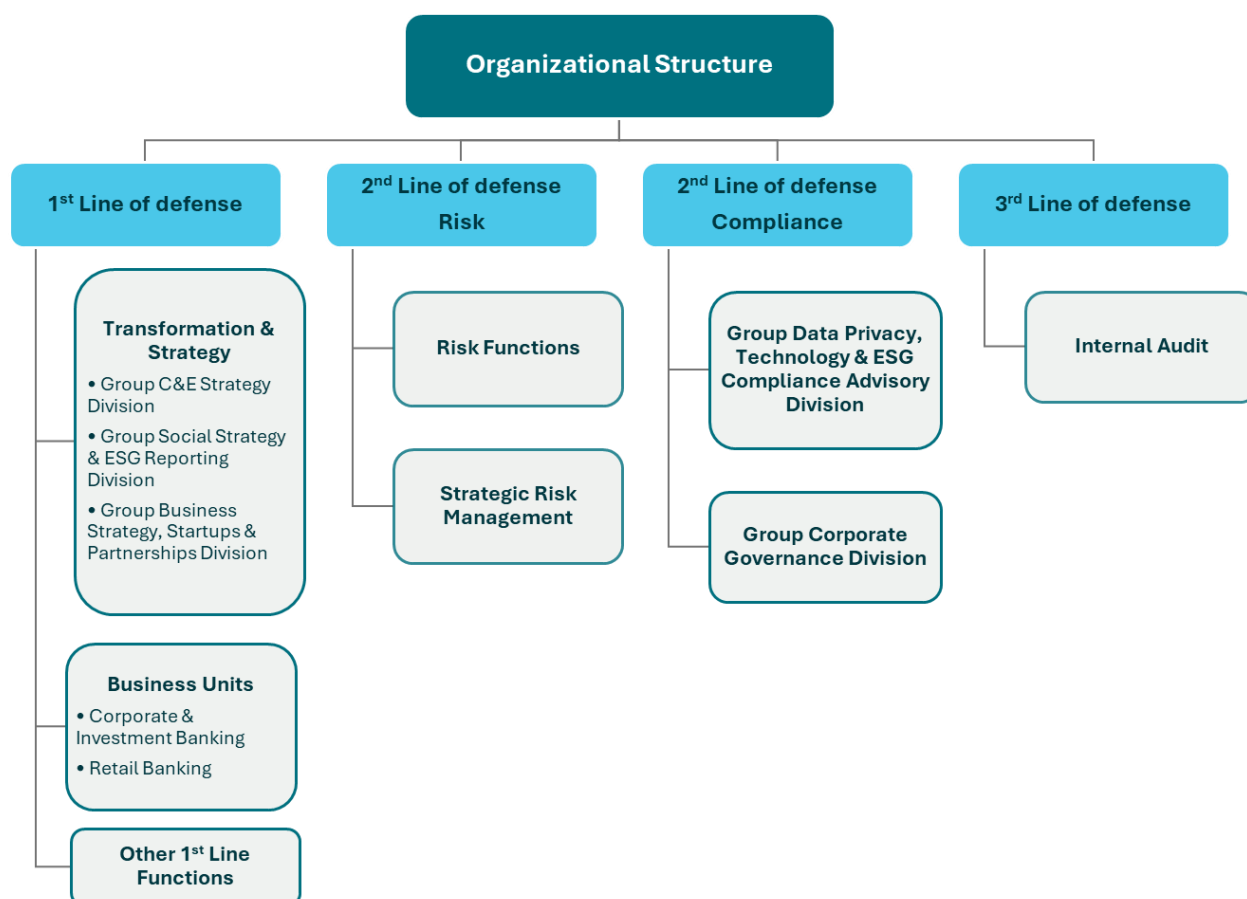 Organizational Structure
1st Line of defense
2nd Line of defense
Risk
2nd Line of defense
Compliance
3rd Line of defense
Transformation &
Strategy
• Group C&E Strategy
Division
• Group Social Strategy
& ESG Reporting
Division
• Group Business
Strategy, Startups &
Partnerships Division
Business Units
• Corporate &
Investment Banking
• Retail Banking
Other 1st Line
Functions
Risk Functions
Strategic Risk
Management
Group Data Privacy,
Technology & ESG
Compliance Advisory
Division
Group Corporate
Governance Division
Internal Audit